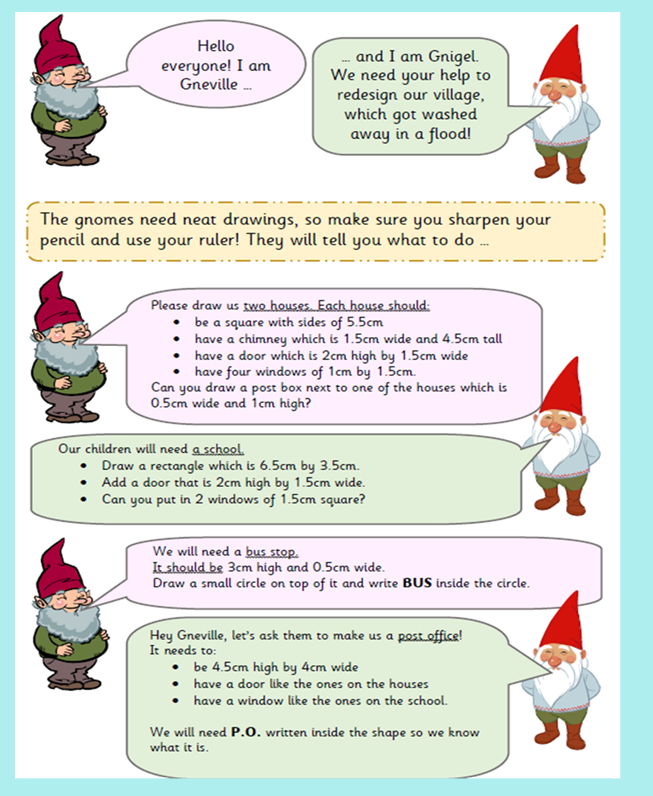 Hello
everyone! I am
Gneville ...
... and I am Gnigel.
We need your help to
redesign our village,
which got washed
away in a flood!
The gnomes need neat drawings, so make sure you sharpen your
pencil and use your ruler! They will tell you what to do ...
Please draw us two houses. Each house should:
• be a square with sides of 5.5cm
• have a chimney which is 1.5cm wide and 4.5cm tall
• have a door which is 2cm high by 1.5cm wide
• have four windows of 1cm by 1.5cm.
Can you draw a post box next to one of the houses which is
0.5cm wide and 1cm high?
Our children will need a school.
• Draw a rectangle which is 6.5cm by 3.5cm.
• Add a door that is 2cm high by 1.5cm wide.
• Can you put in 2 windows of 1.5cm square?
We will need a bus stop.
It should be 3cm high and 0.5cm wide.
Draw a small circle on top of it and write BUS inside the circle.
Hey Gneville, let's ask them to make us a post office!
It needs to:
• be 4.5cm high by 4cm wide
• have a door like the ones on the houses
• have a window like the ones on the school.
We will need P.O. written inside the shape so we know
what it is.